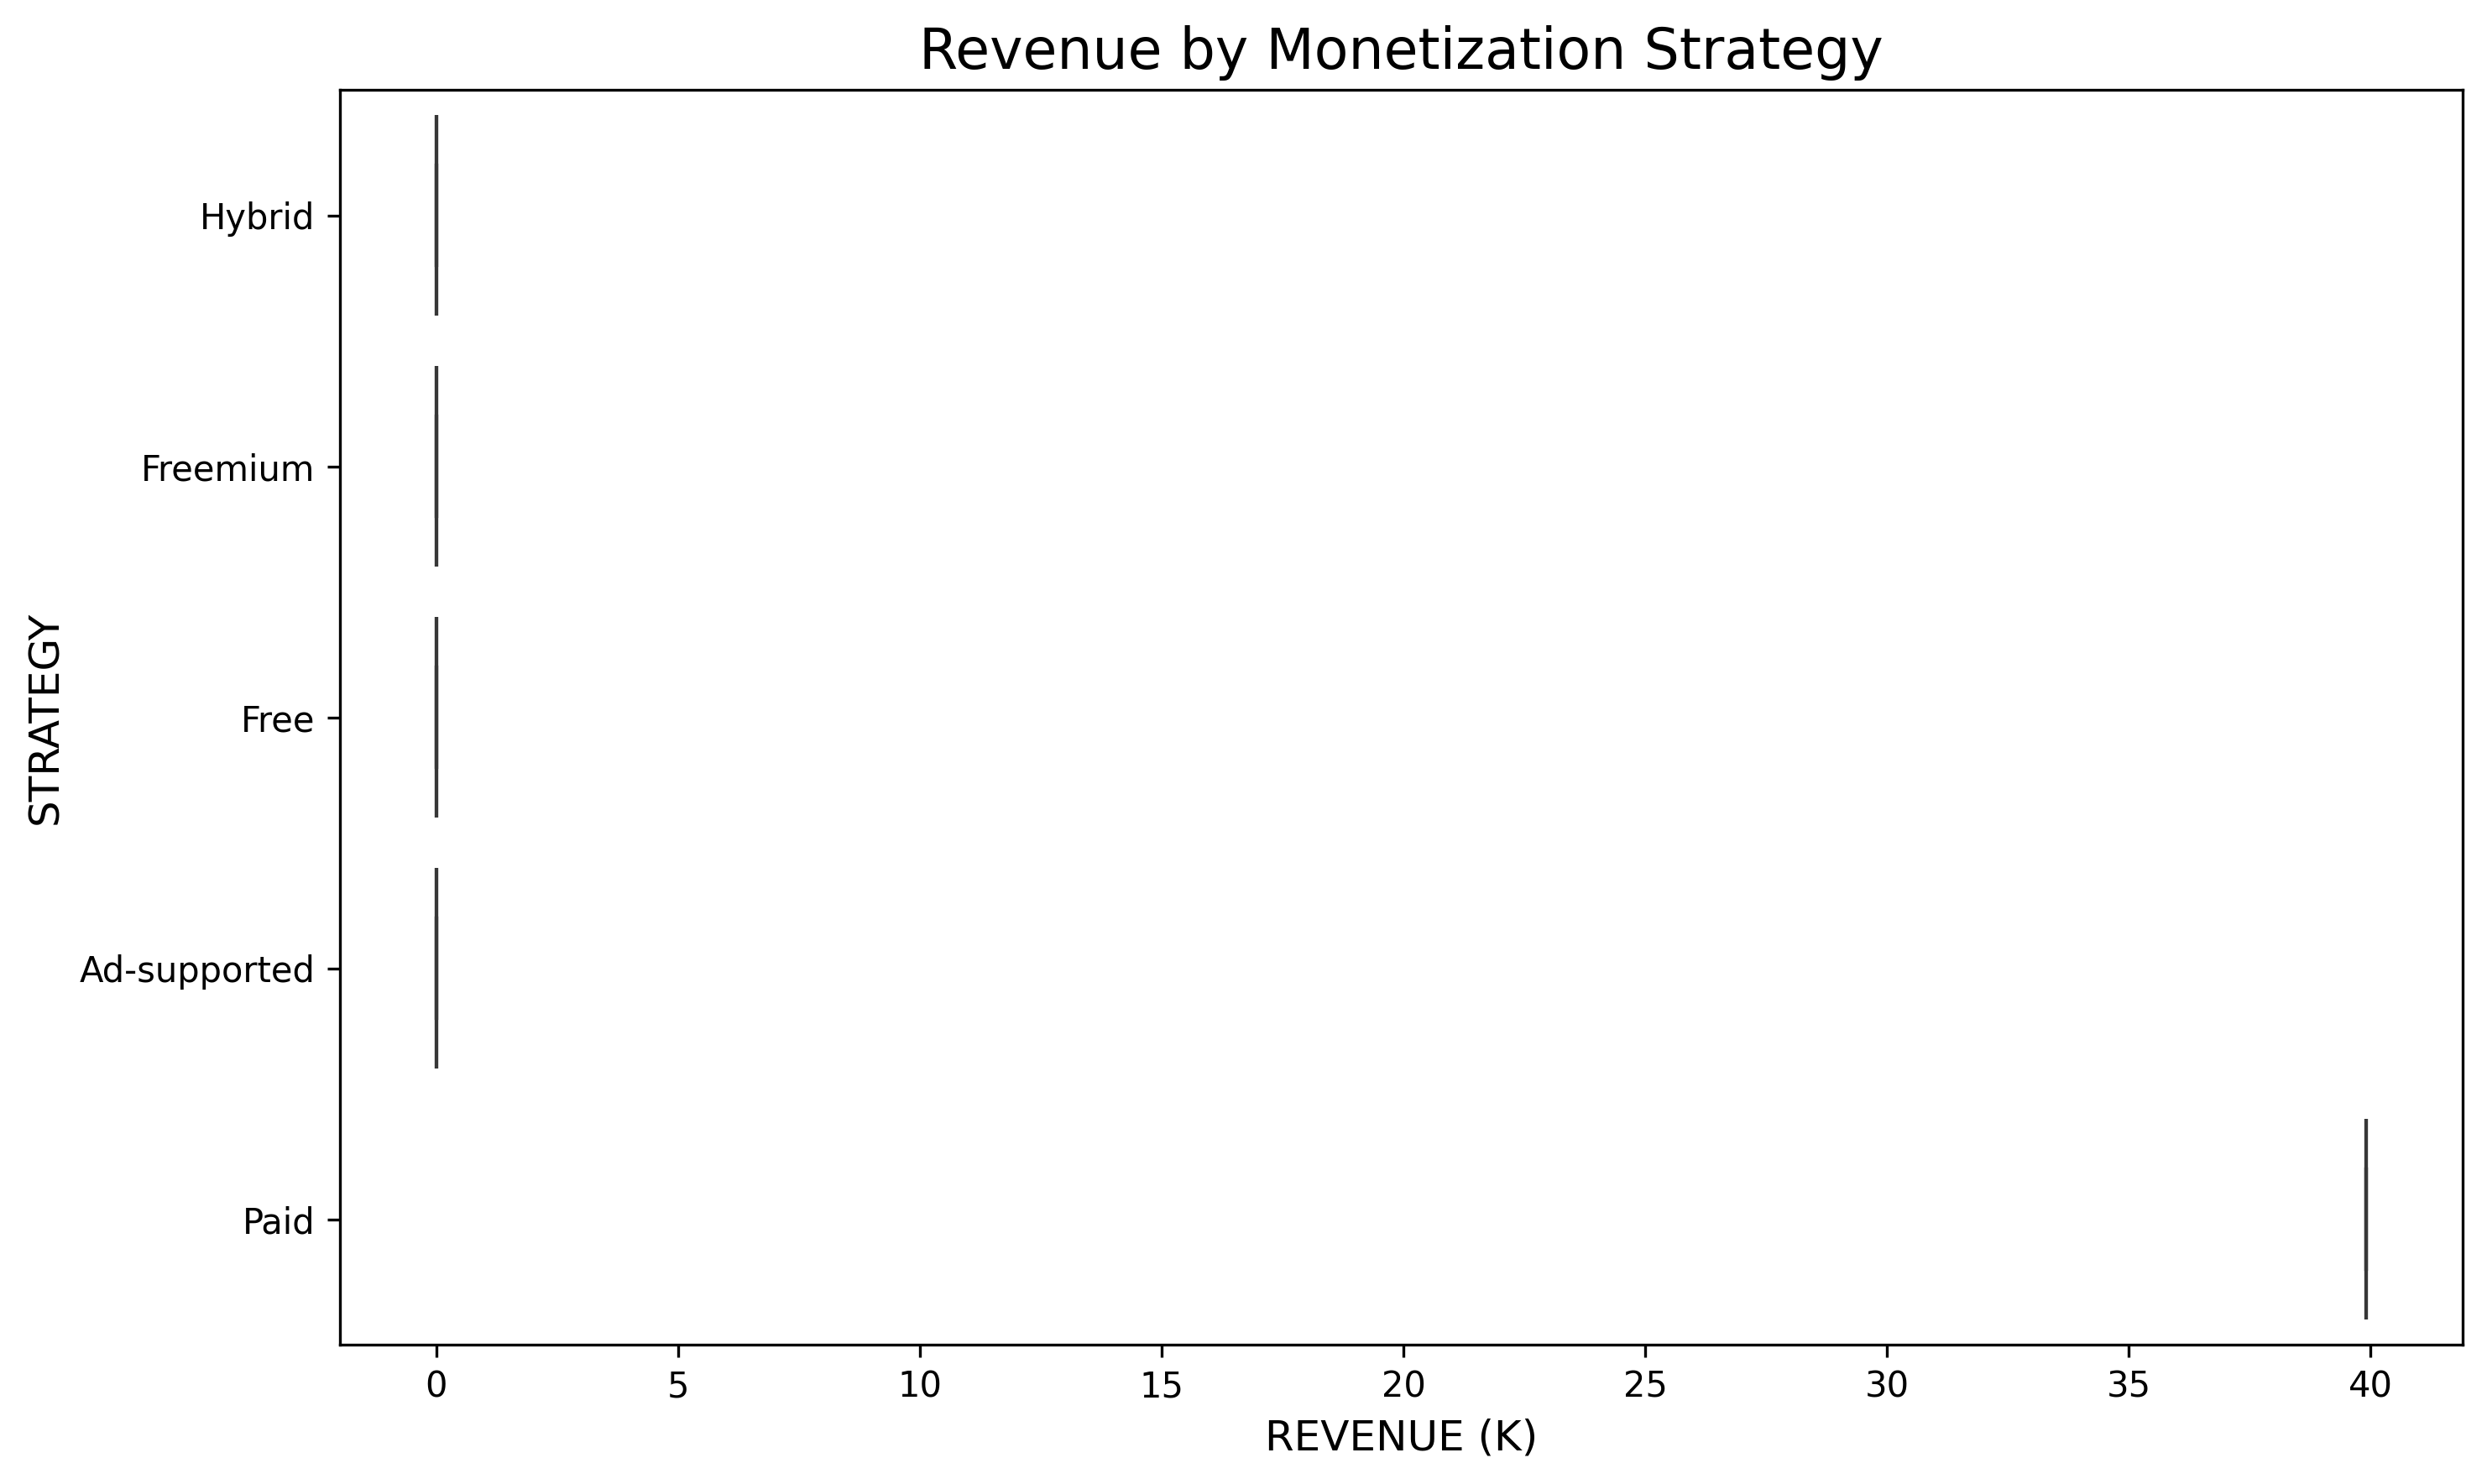 Revenue by Monetization Strategy
STRATEGY
Hybrid
Freemium
Free
Ad-supported
Paid
0 5 10 15 20 25 30 35 40
REVENUE (K)